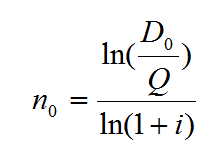 n₀ = ln(D₀/Q) / ln(1 + i)